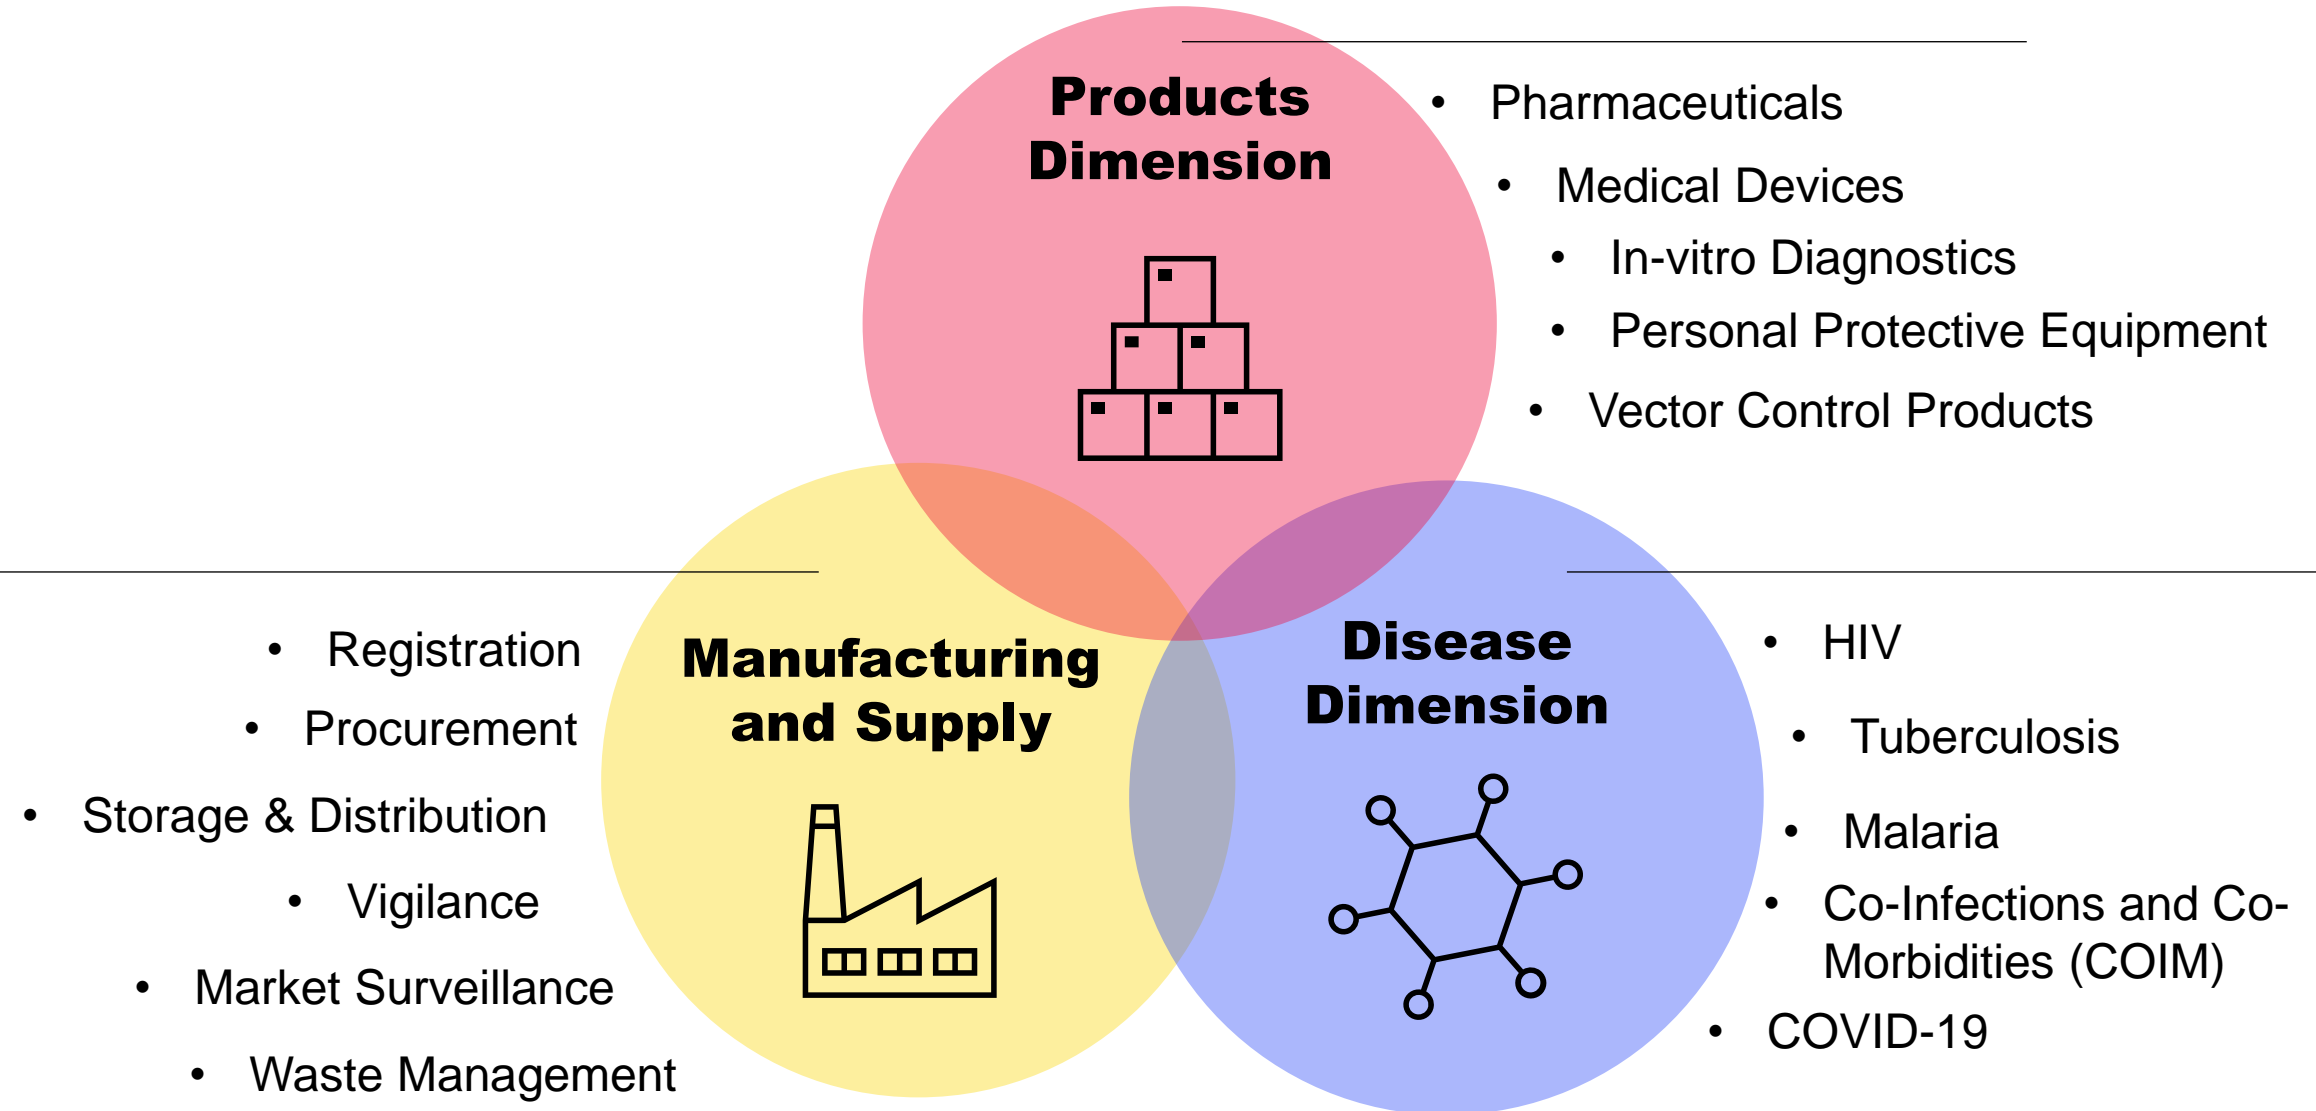 Products
Dimension
• Pharmaceuticals
• Medical Devices
• In-vitro Diagnostics
• Personal Protective Equipment
• Vector Control Products
Manufacturing
and Supply
• Registration
• Procurement
• Storage & Distribution
• Vigilance
• Market Surveillance
• Waste Management
Disease
Dimension
• HIV
• Tuberculosis
• Malaria
• Co-Infections and Co-
Morbidities (COIM)
• COVID-19